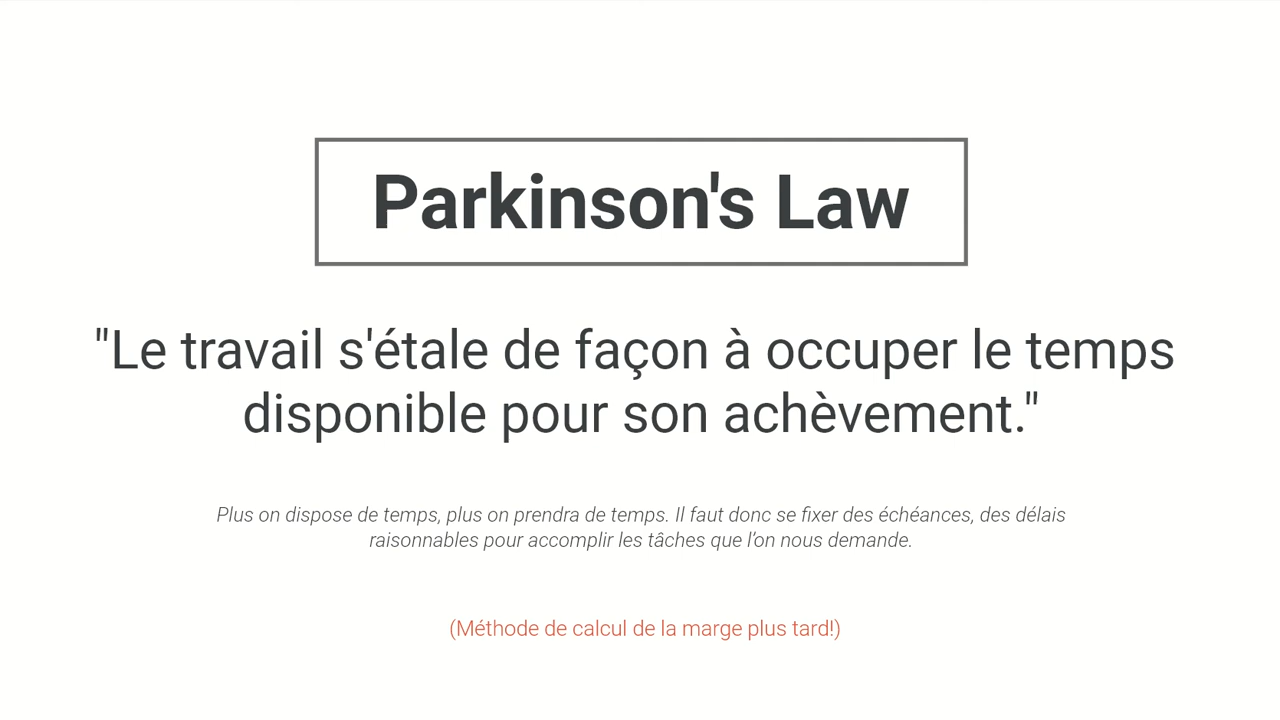 Parkinson's Law
"Le travail s'étale de façon à occuper le temps
disponible pour son achèvement."
Plus on dispose de temps, plus on prendra de temps. Il faut donc se fixer des échéances, des délais
raisonnables pour accomplir les tâches que l’on nous demande.
(Méthode de calcul de la marge plus tard!)